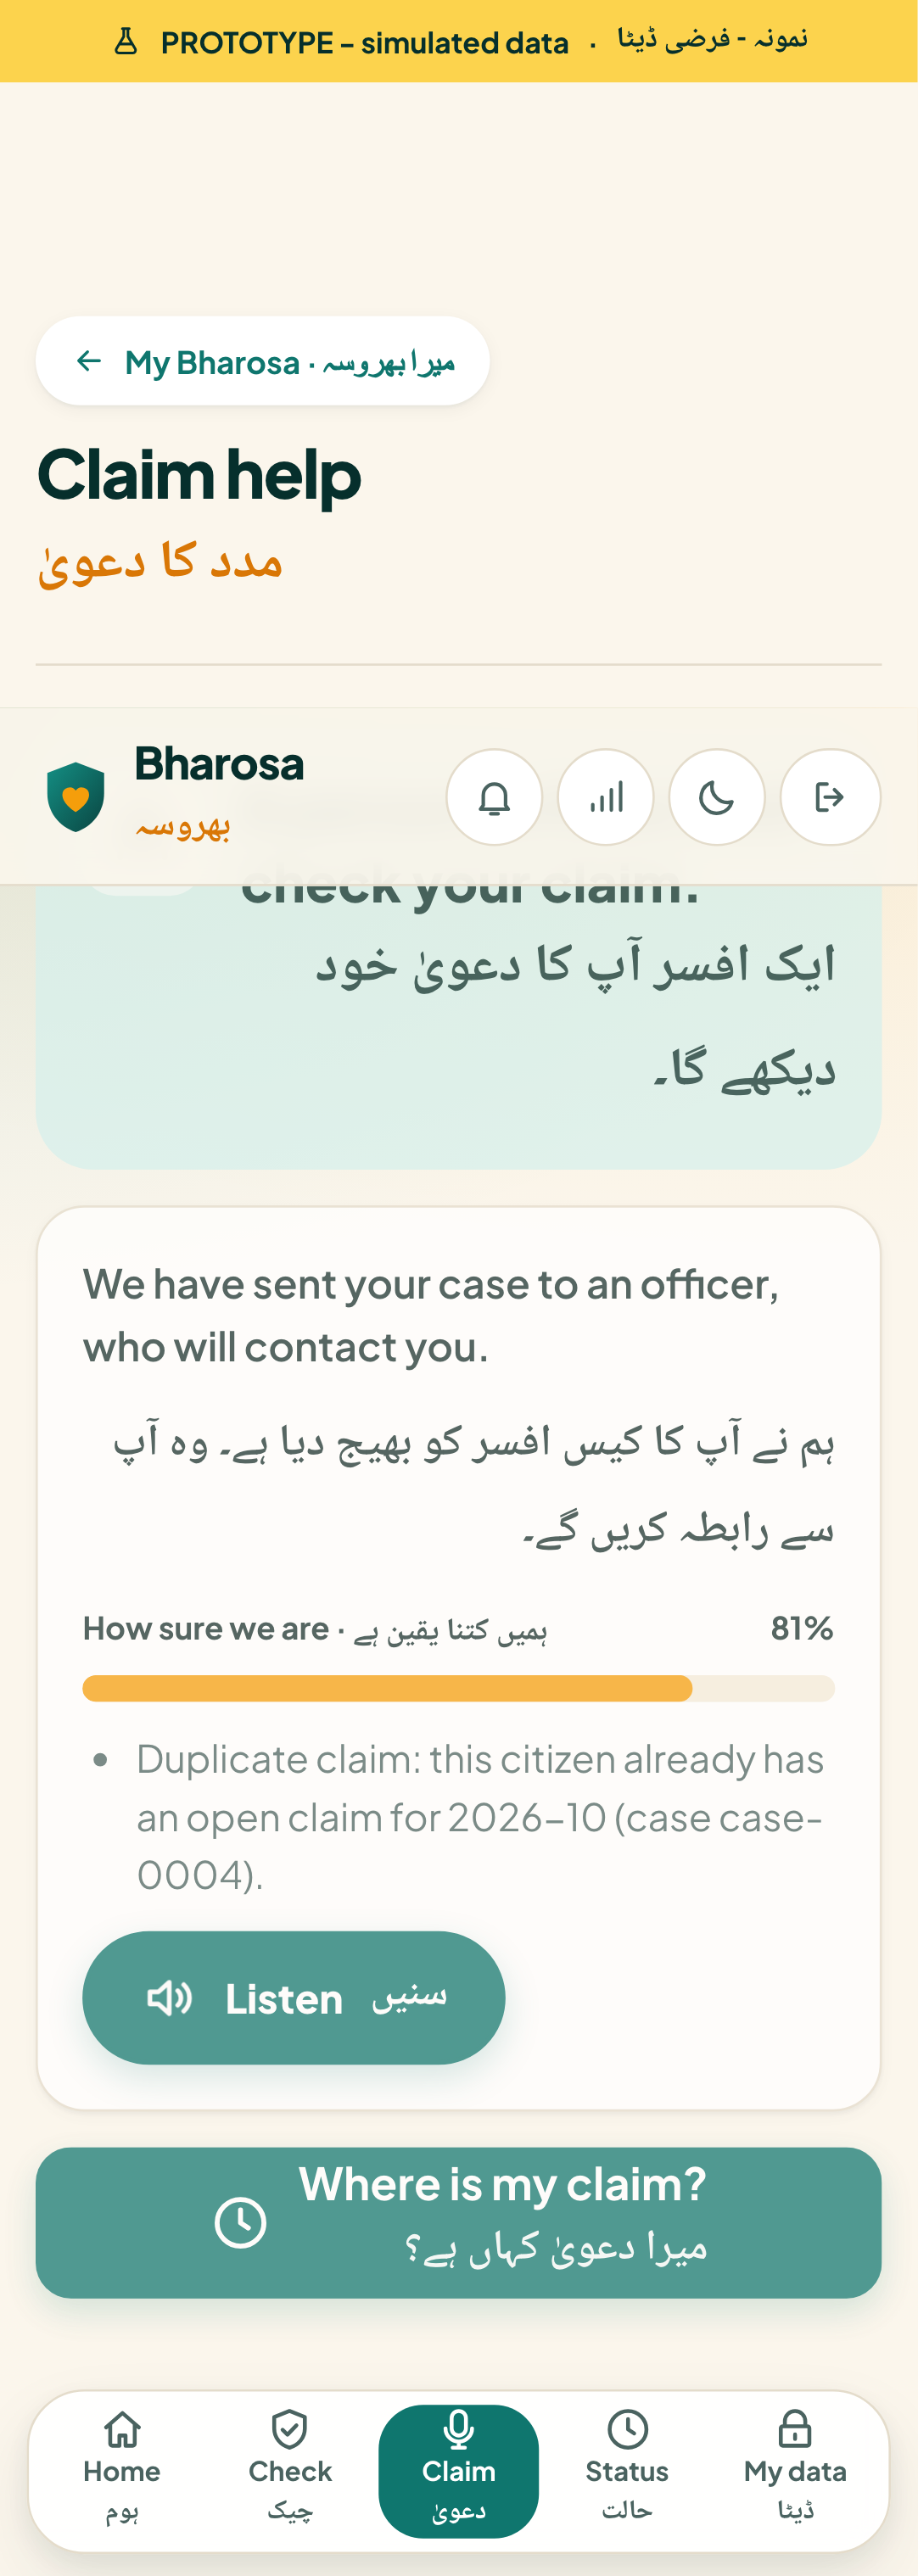 PROTOTYPE – simulated data · نمونہ - فرضی ڈیٹا
My Bharosa · میرا بھروسہ
Claim help
مدد کا دعویٰ
Bharosa
بھروسہ
check your claim.
ایک افسر آپ کا دعویٰ خود
دیکھے گا۔
We have sent your case to an officer,
who will contact you.
ہم نے آپ کا کیس افسر کو بھیج دیا ہے۔ وہ آپ
سے رابطہ کریں گے۔
How sure we are · ہمیں کتنا یقین ہے 81%
• Duplicate claim: this citizen already has
an open claim for 2026-10 (case case-
0004).
Listen سنیں
Where is my claim?
میرا دعویٰ کہاں ہے؟
Home Check Claim Status My data
ہوم چیک دعویٰ حالت ڈیٹا